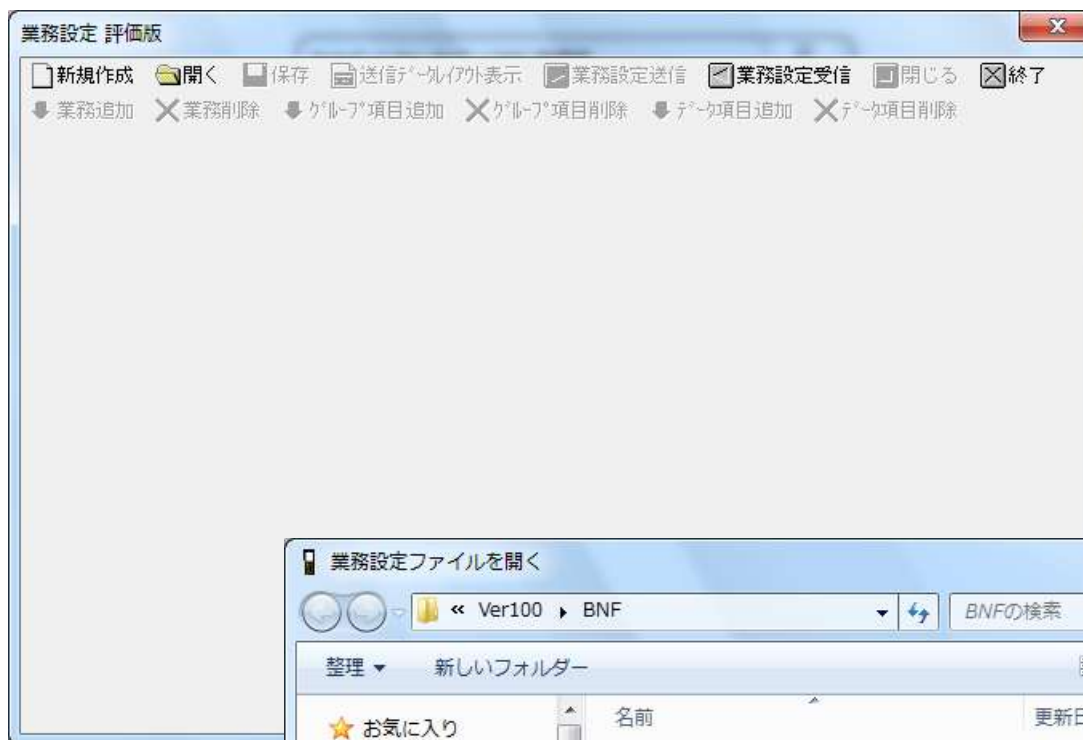 業務設定 評価版
新規作成 開く 保存 送信ﾃﾞｰﾀﾚｲｱｳﾄ表示 業務設定送信 業務設定受信 閉じる 終了
業務追加 業務削除 ｸﾞﾙｰﾌﾟ項目追加 ｸﾞﾙｰﾌﾟ項目削除 ﾃﾞｰﾀ項目追加 ﾃﾞｰﾀ項目削除
業務設定ファイルを開く
« Ver100 ▸ BNF BNFの検索
整理 ▼ 新しいフォルダー
お気に入り 名前 更新日